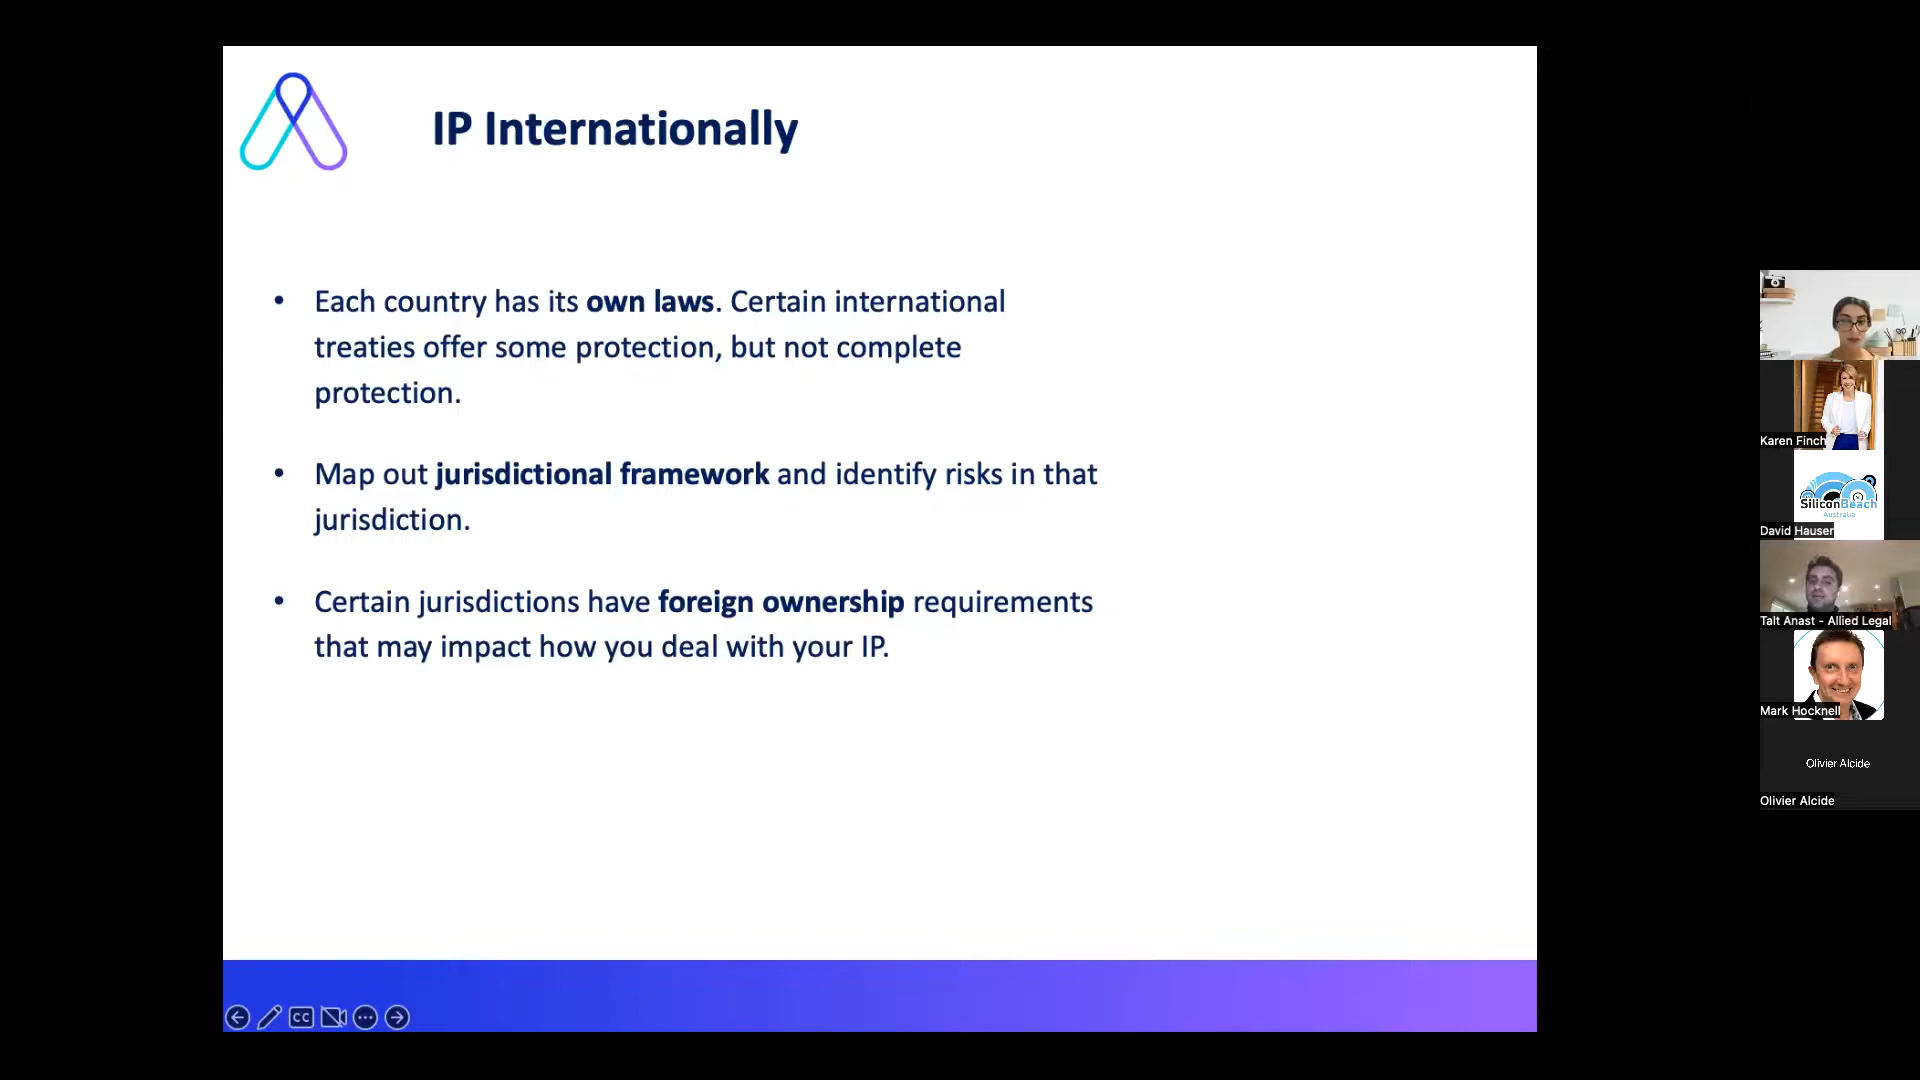 IP Internationally
• Each country has its own laws. Certain international
treaties offer some protection, but not complete
protection.
• Map out jurisdictional framework and identify risks in that
jurisdiction.
• Certain jurisdictions have foreign ownership requirements
that may impact how you deal with your IP.
CC
Karen Finch
SiliconBeach
Australia
David Hauser
Talt Anast - Allied Legal
Mark Hocknell
Olivier Alcide
Olivier Alcide